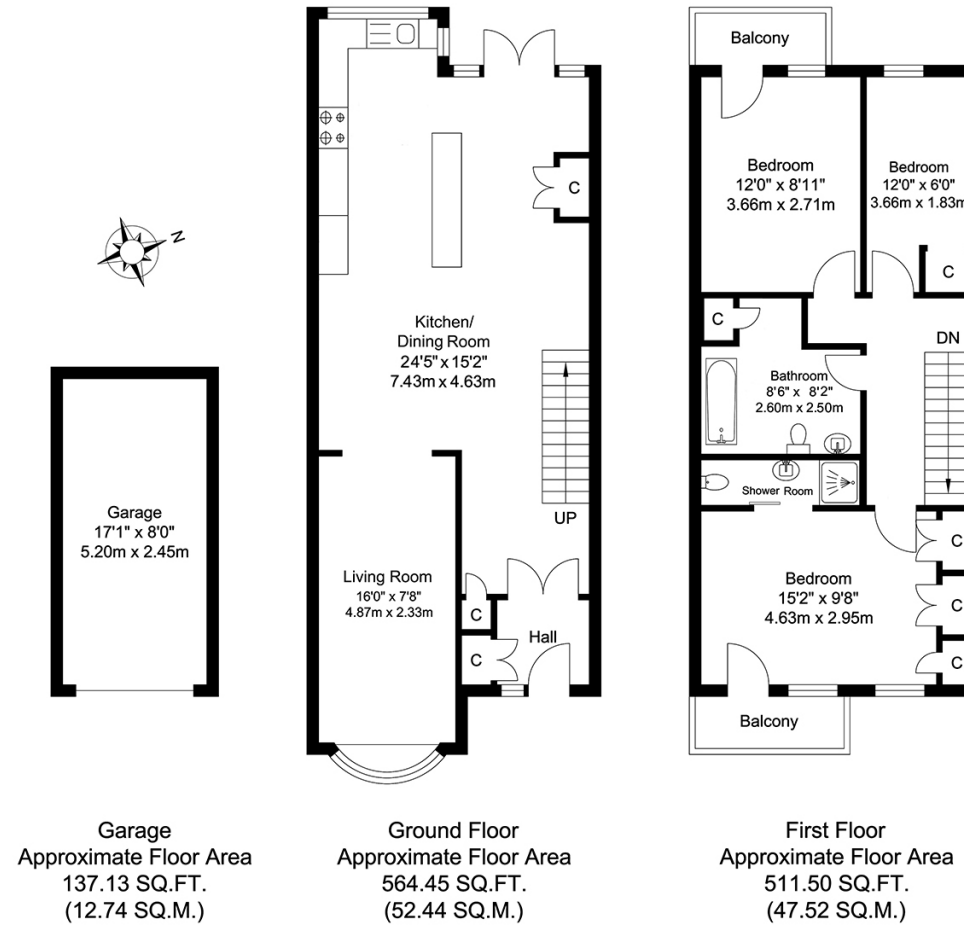 Balcony
Bedroom
12'0" x 8'11"
3.66m x 2.71m
Bedroom
12'0" x 6'0"
3.66m x 1.83m
C
C
N
Kitchen/
Dining Room
24'5" x 15'2"
7.43m x 4.63m
UP
C
DN
Bathroom
8'6" x 8'2"
2.60m x 2.50m
Shower Room
Garage
17'1" x 8'0"
5.20m x 2.45m
Living Room
16'0" x 7'8"
4.87m x 2.33m
C
C
Hall
Bedroom
15'2" x 9'8"
4.63m x 2.95m
C
C
C
Balcony
Garage
Approximate Floor Area
137.13 SQ.FT.
(12.74 SQ.M.)
Ground Floor
Approximate Floor Area
564.45 SQ.FT.
(52.44 SQ.M.)
First Floor
Approximate Floor Area
511.50 SQ.FT.
(47.52 SQ.M.)